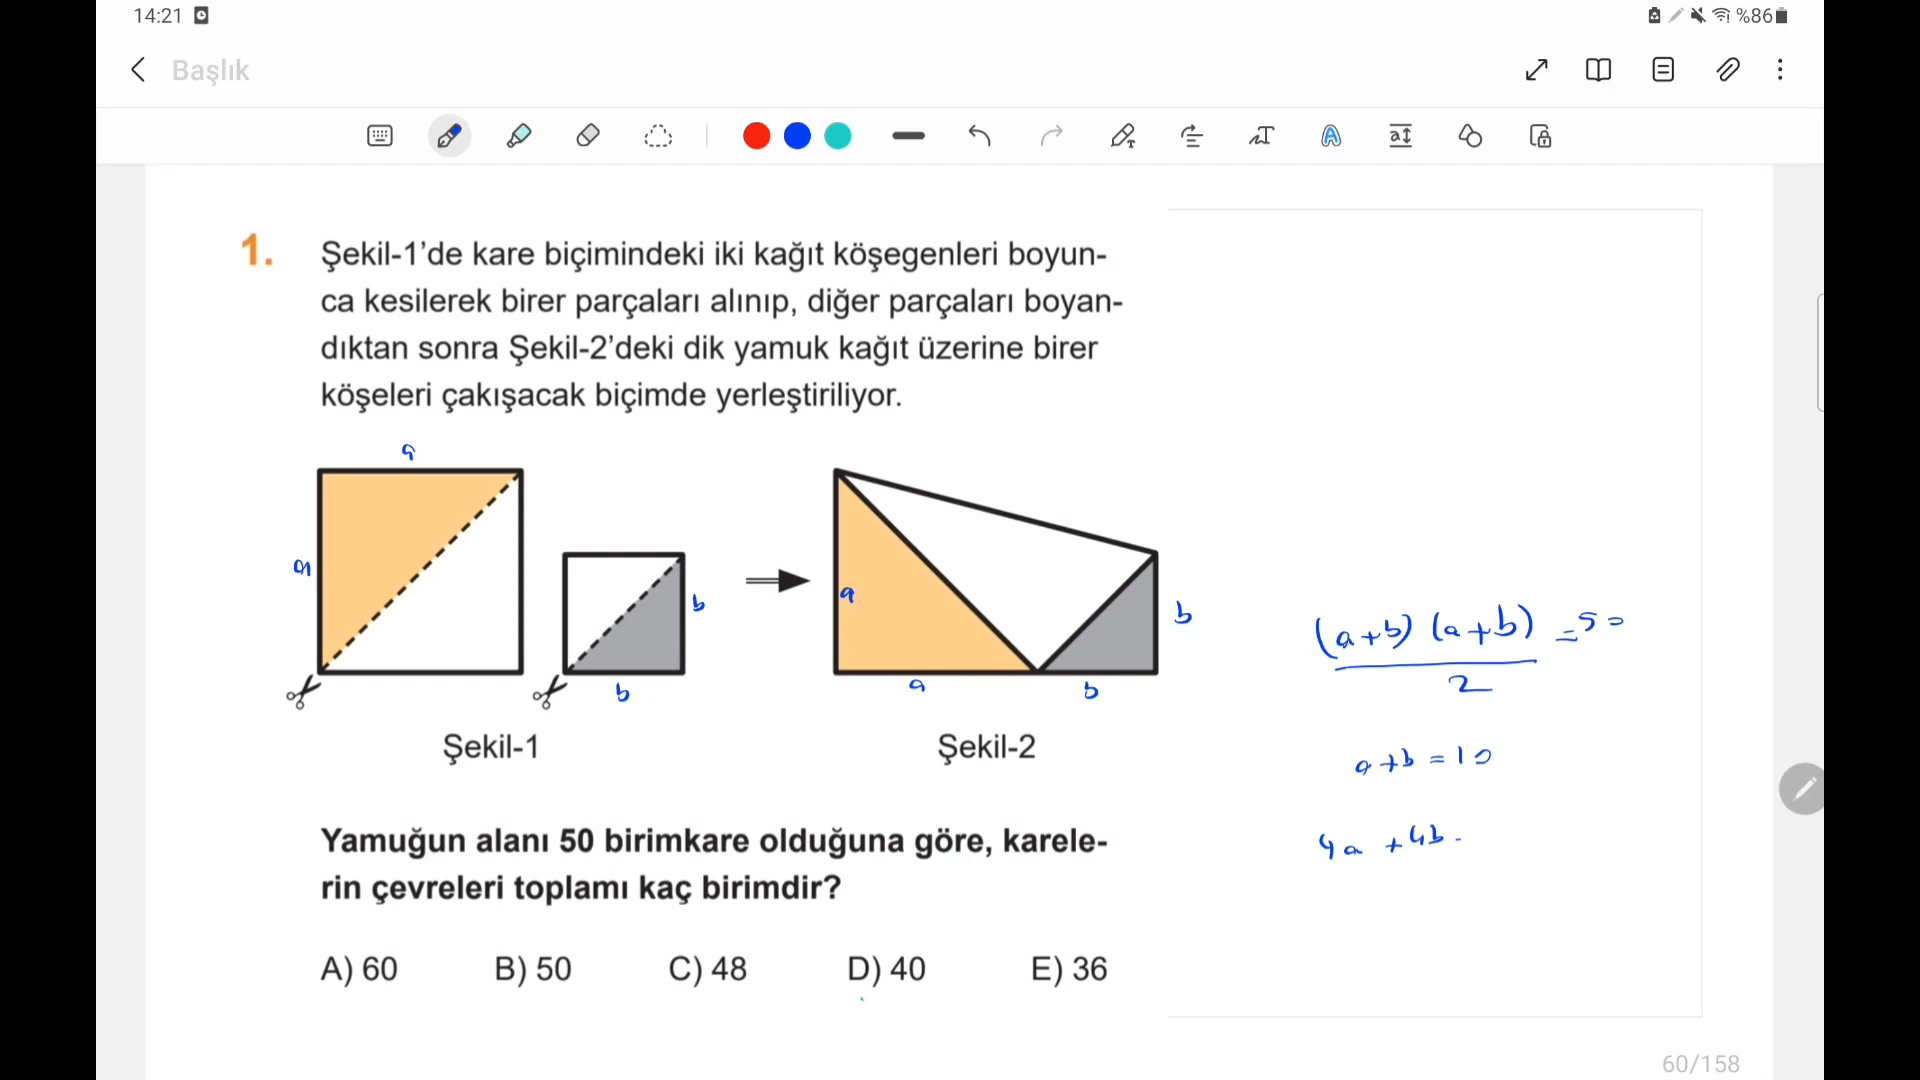 14:21
%86
Başlık
1.
Şekil-1’de kare biçimindeki iki kağıt köşegenleri boyun-
ca kesilerek birer parçaları alınıp, diğer parçaları boyan-
dıktan sonra Şekil-2’deki dik yamuk kağıt üzerine birer
köşeleri çakışacak biçimde yerleştiriliyor.
a
a
b
b
a
b
a
b
Şekil-1
Şekil-2
(a+b) (a+b) = 50
2
a+b = 10
4a + 4b -
Yamuğun alanı 50 birimkare olduğuna göre, karele-
rin çevreleri toplamı kaç birimdir?
A) 60 B) 50 C) 48 D) 40 E) 36
60/158